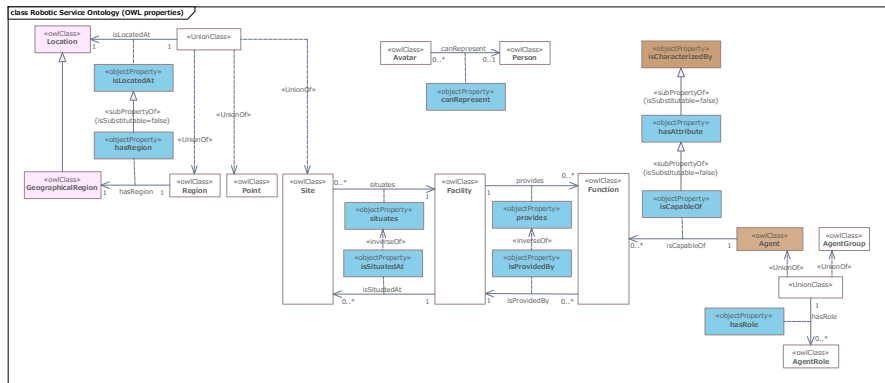 class Robotic Service Ontology (OWL properties)
«owlClass»
Location
isLocatedAt
1
1
«UnionClass»
«objectProperty»
isLocatedAt
«subPropertyOf»
{isSubstitutable=false}
«objectProperty»
hasRegion
«UnionOf»
«UnionOf»
«UnionOf»
«owlClass»
GeographicalRegion
1
hasRegion
1
«owlClass»
Region
«owlClass»
Point
«owlClass»
Site
0..*
situates
1
«objectProperty»
situates
«inverseOf»
«objectProperty»
isSituatedAt
isSituatedAt
0..*
1
«owlClass»
Facility
1
provides
0..*
«objectProperty»
provides
«inverseOf»
«objectProperty»
isProvidedBy
1
isProvidedBy
0..*
«owlClass»
Function
«owlClass»
Avatar
canRepresent
0..*
0..1
«owlClass»
Person
«objectProperty»
canRepresent
«objectProperty»
isCharacterizedBy
«subPropertyOf»
{isSubstitutable=false}
«objectProperty»
hasAttribute
«subPropertyOf»
{isSubstitutable=false}
«objectProperty»
isCapableOf
0..*
isCapableOf
1
«owlClass»
Agent
«owlClass»
AgentGroup
«UnionOf»
«UnionOf»
«UnionClass»
1
hasRole
«objectProperty»
hasRole
0..*
«owlClass»
AgentRole